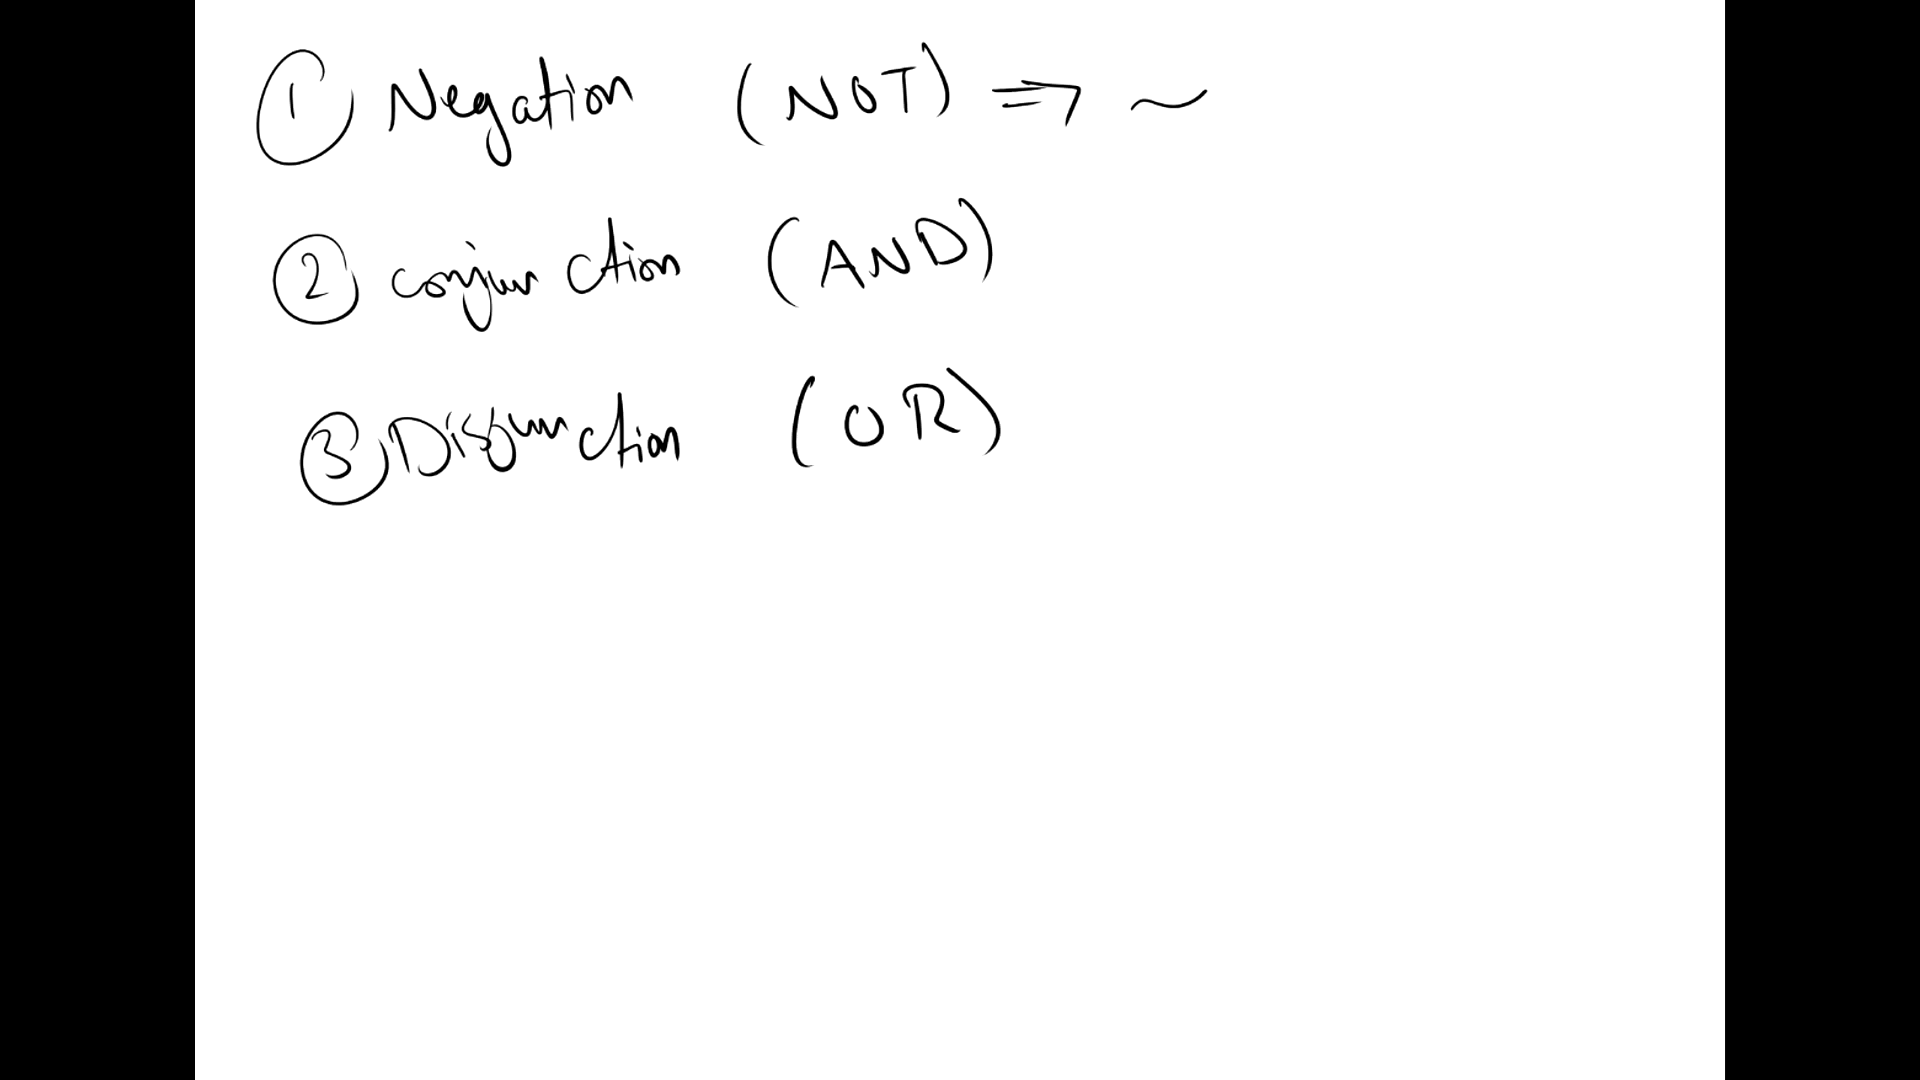 ① Negation (NOT) ⇒ ~
② conjunction (AND)
③ Disjunction (OR)